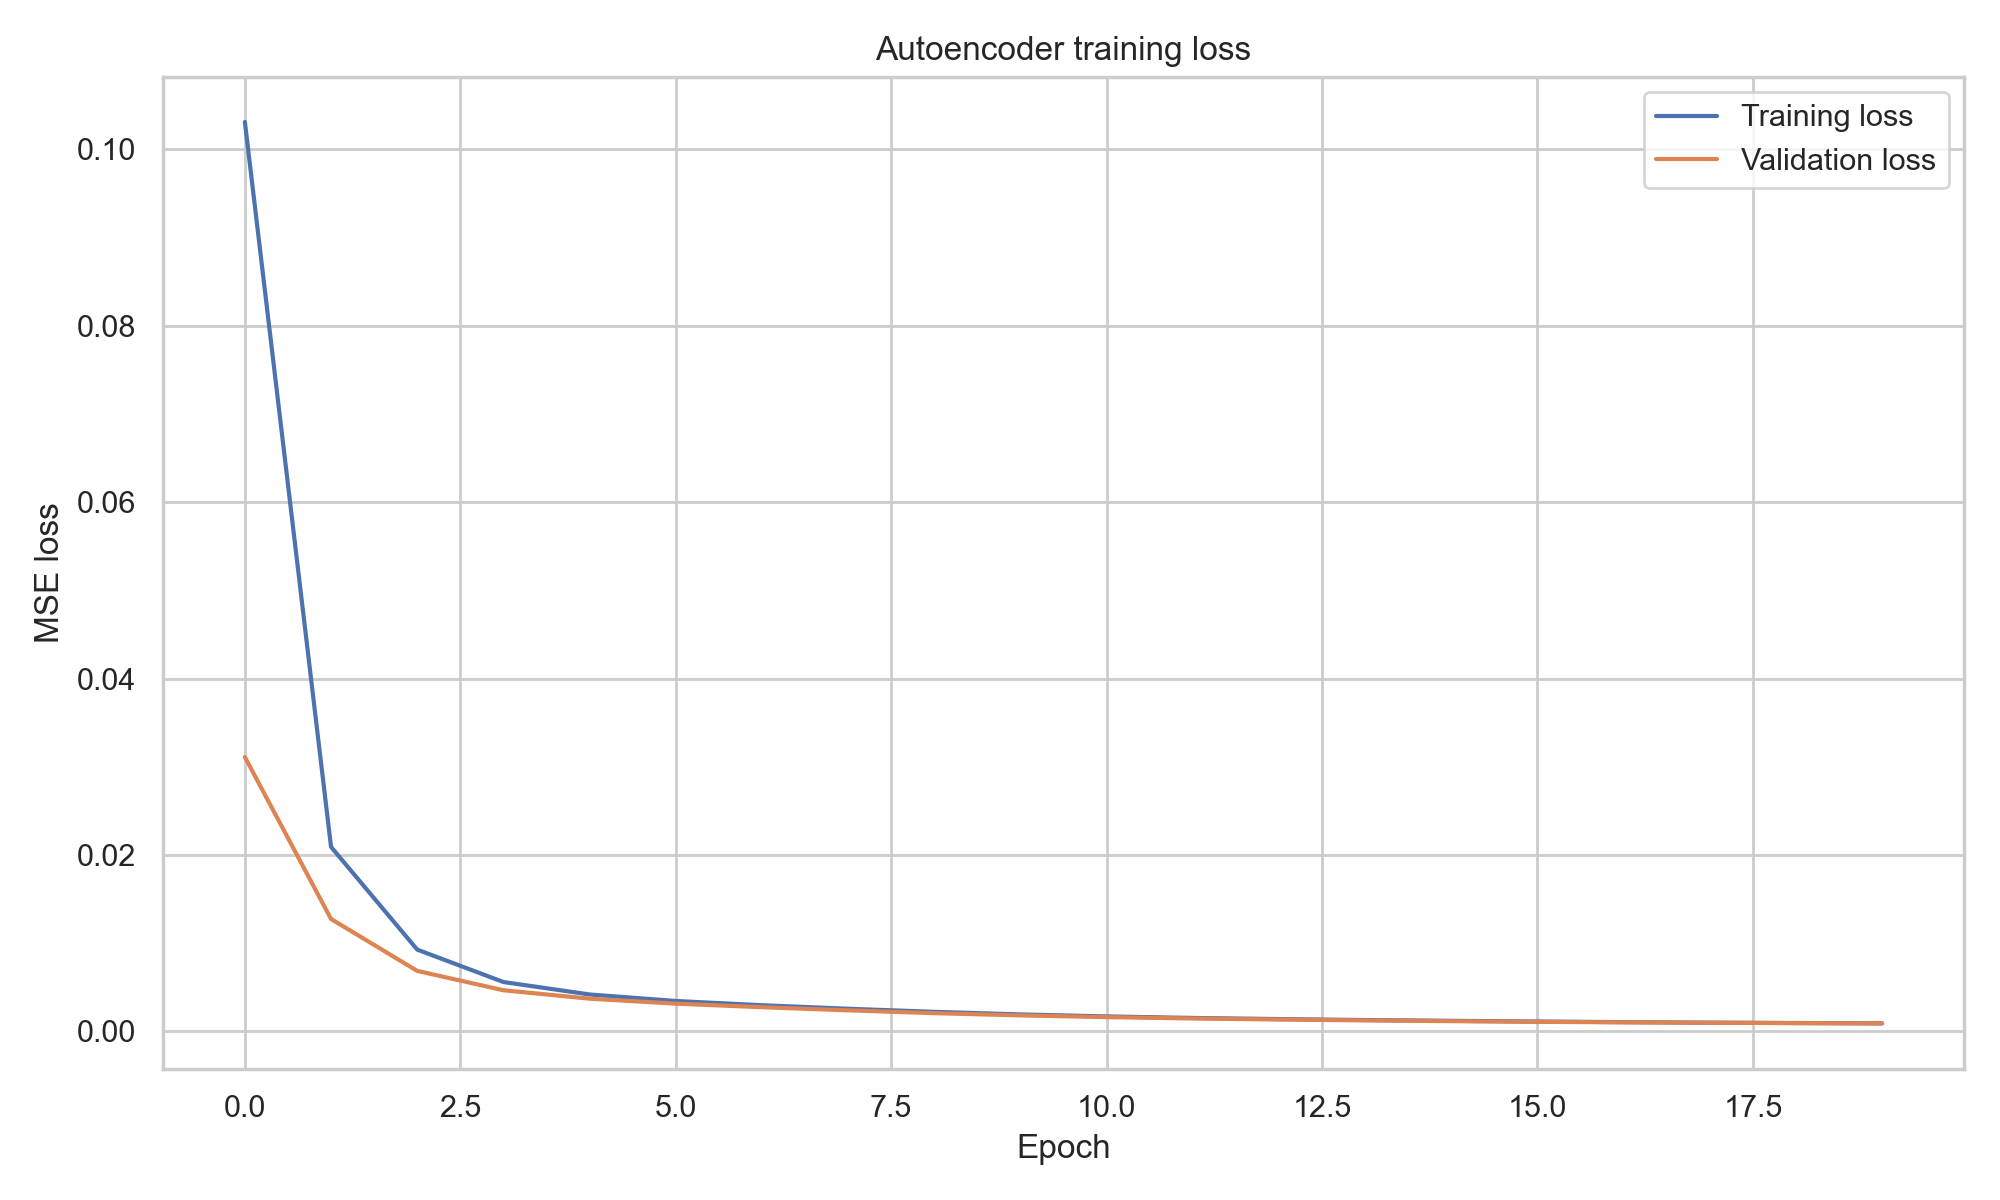 Autoencoder training loss
Training loss
Validation loss
MSE loss
0.10
0.08
0.06
0.04
0.02
0.00
0.0 2.5 5.0 7.5 10.0 12.5 15.0 17.5
Epoch